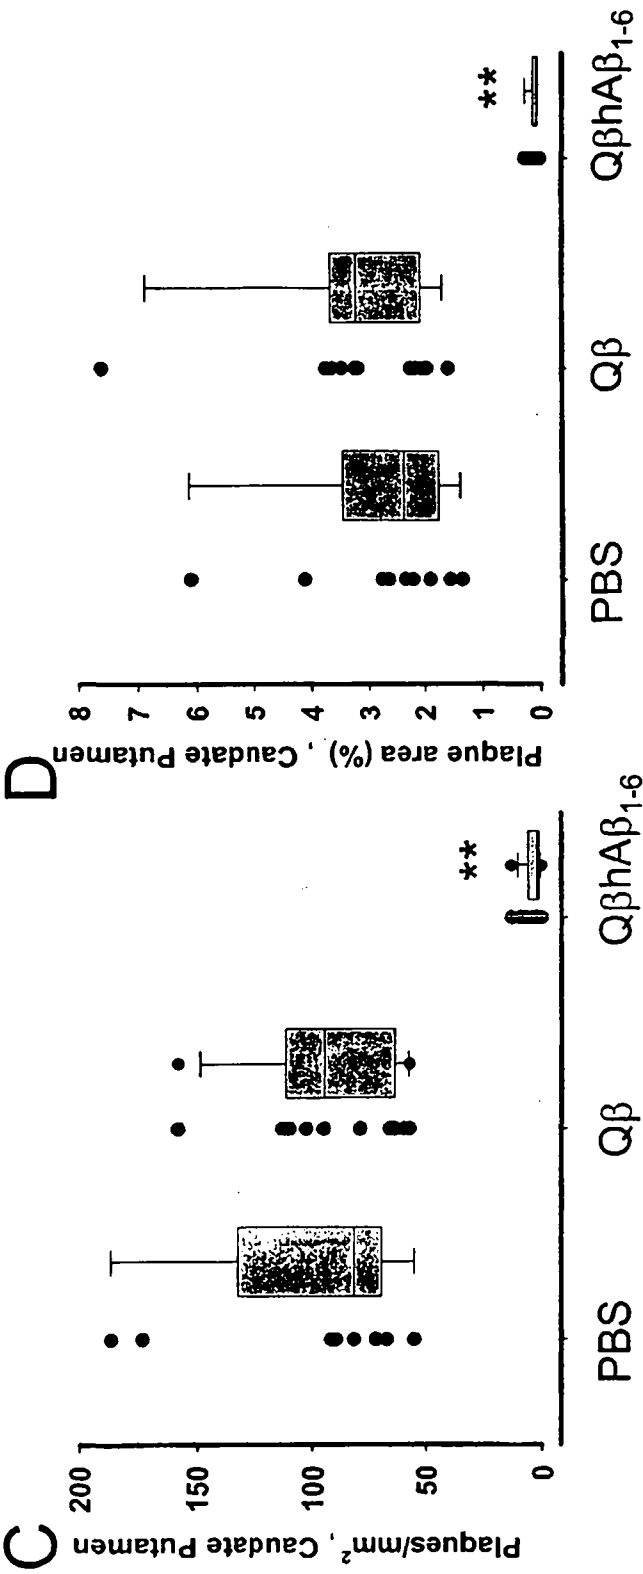 C
Plaques/mm², Caudate Putamen
200
150
100
50
0
PBS
Qβ
QβhAβ1-6
**
D
Plaque area (%) , Caudate Putamen
8
7
6
5
4
3
2
1
0
PBS
Qβ
QβhAβ1-6
**